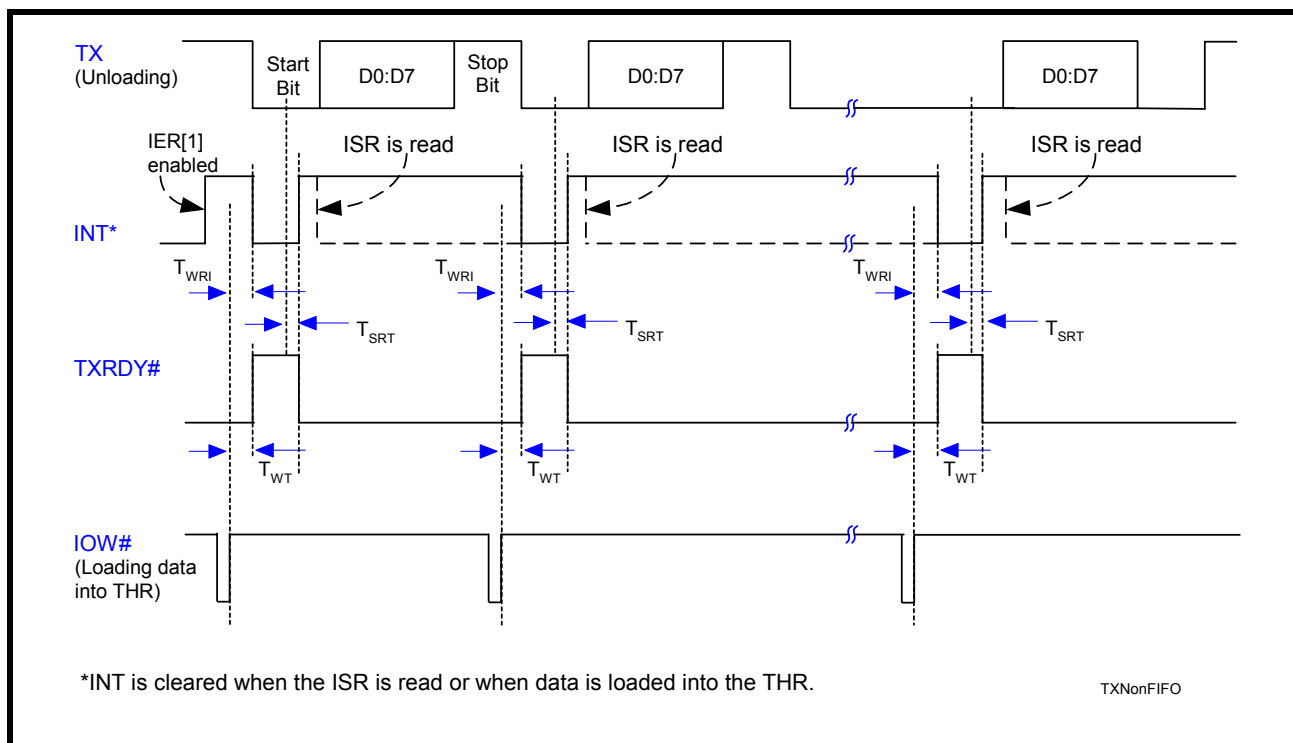 TX
(Unloading)
Start
Bit
D0:D7
Stop
Bit
D0:D7
D0:D7
IER[1]
enabled
ISR is read
ISR is read
ISR is read
INT*
TWRI
TWRI
TWRI
TSRT
TSRT
TSRT
TXRDY#
TWT
TWT
TWT
IOW#
(Loading data
into THR)
*INT is cleared when the ISR is read or when data is loaded into the THR.
TXNonFIFO